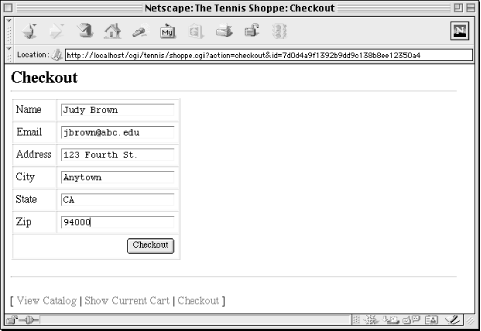 Netscape: The Tennis Shoppe: Checkout
My
N
Location: http://localhost/cgi/tennis/shoppe.cgi?action=checkout&id=7d0d4a9f1392b9dd9c138b8ee12350a4
Checkout
Name Judy Brown
Email jbrown@abc.edu
Address 123 Fourth St.
City Anytown
State CA
Zip 94000
Checkout
[ View Catalog | Show Current Cart | Checkout ]